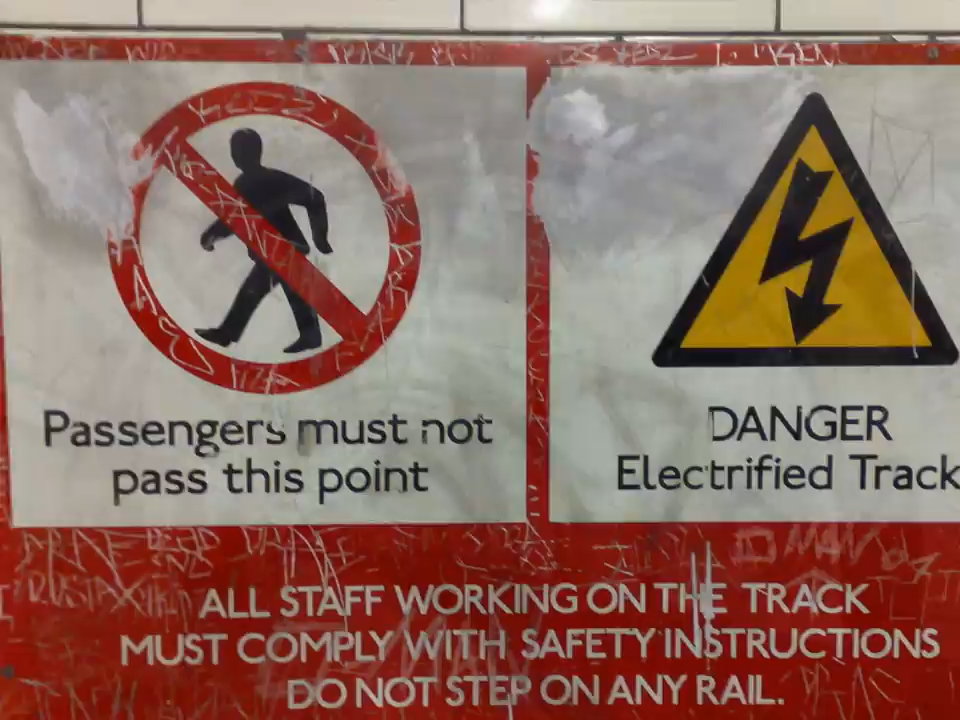 Passengers must not
pass this point
DANGER
Electrified Track
ALL STAFF WORKING ON THE TRACK
MUST COMPLY WITH SAFETY INSTRUCTIONS
DO NOT STEP ON ANY RAIL.